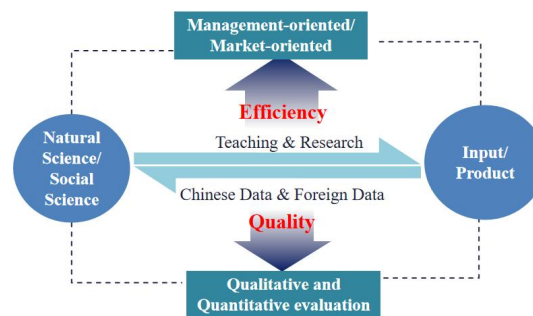 Management-oriented/
Market-oriented
Efficiency
Natural
Science/
Social
Science
Teaching & Research
Input/
Product
Chinese Data & Foreign Data
Quality
Qualitative and
Quantitative evaluation